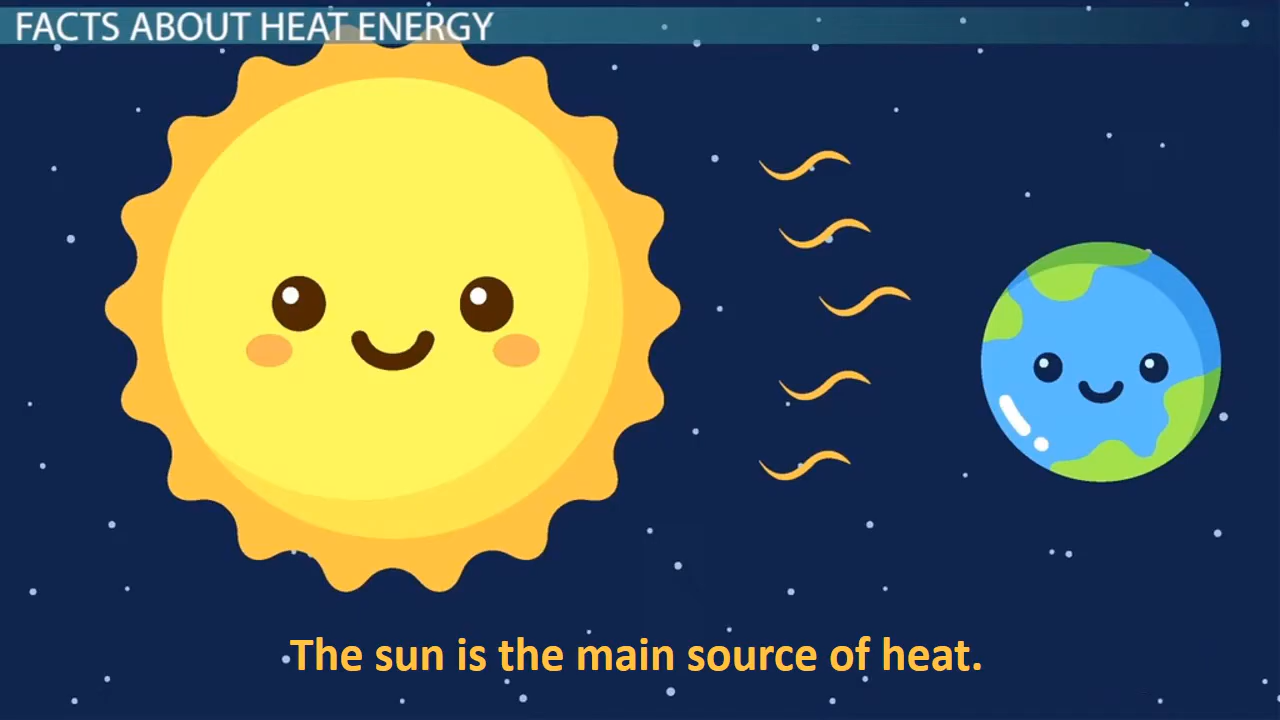 FACTS ABOUT HEAT ENERGY
The sun is the main source of heat.